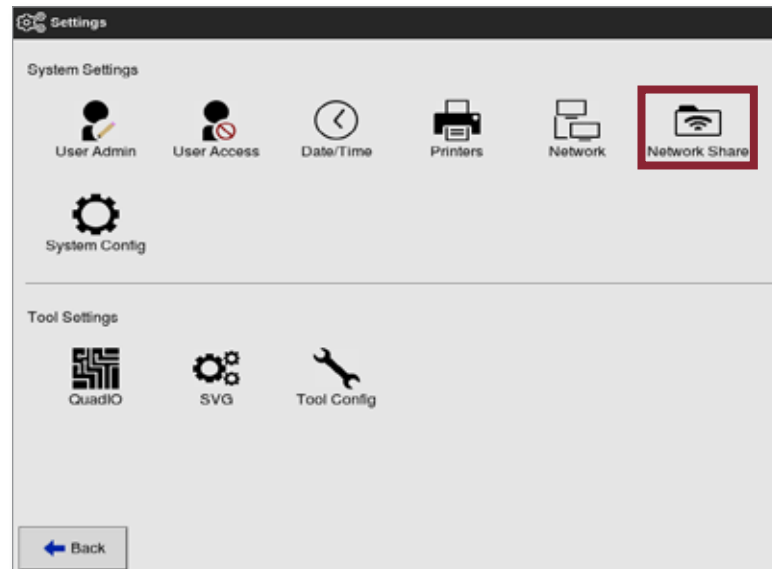 Settings
System Settings
User Admin User Access Date/Time Printers Network Network Share
System Config
Tool Settings
QuadIO SVG Tool Config
Back